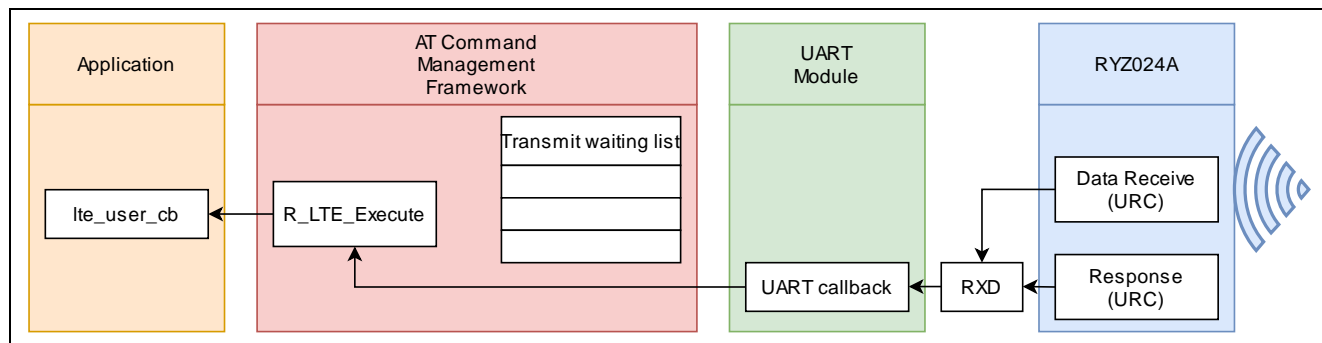 Application
AT Command
Management
Framework
UART
Module
RYZ024A
Transmit waiting list
lte_user_cb
R_LTE_Execute
Data Receive
(URC)
UART callback
RXD
Response
(URC)